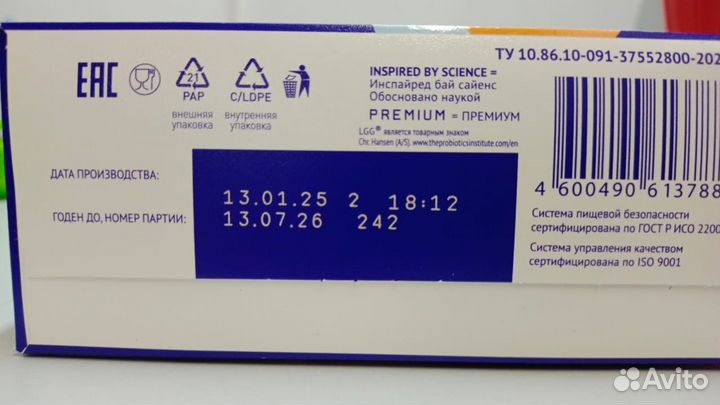 ТУ 10.86.10-091-37552800-202
EAC
21
PAP
C/LDPE
внешняя
упаковка
внутренняя
упаковка
INSPIRED BY SCIENCE =
Инспайред бай сайенс
Обосновано наукой
PREMIUM = ПРЕМИУМ
LGG® является товарным знаком
Chr. Hansen (A/S). www.theprobioticsinstitute.com/en
ДАТА ПРОИЗВОДСТВА:
13.01.25 2 18:12
ГОДЕН ДО, НОМЕР ПАРТИИ:
13.07.26 242
4 600490 613788
Система пищевой безопасности
сертифицирована по ГОСТ Р ИСО 2200
Система управления качеством
сертифицирована по ISO 9001
Avito